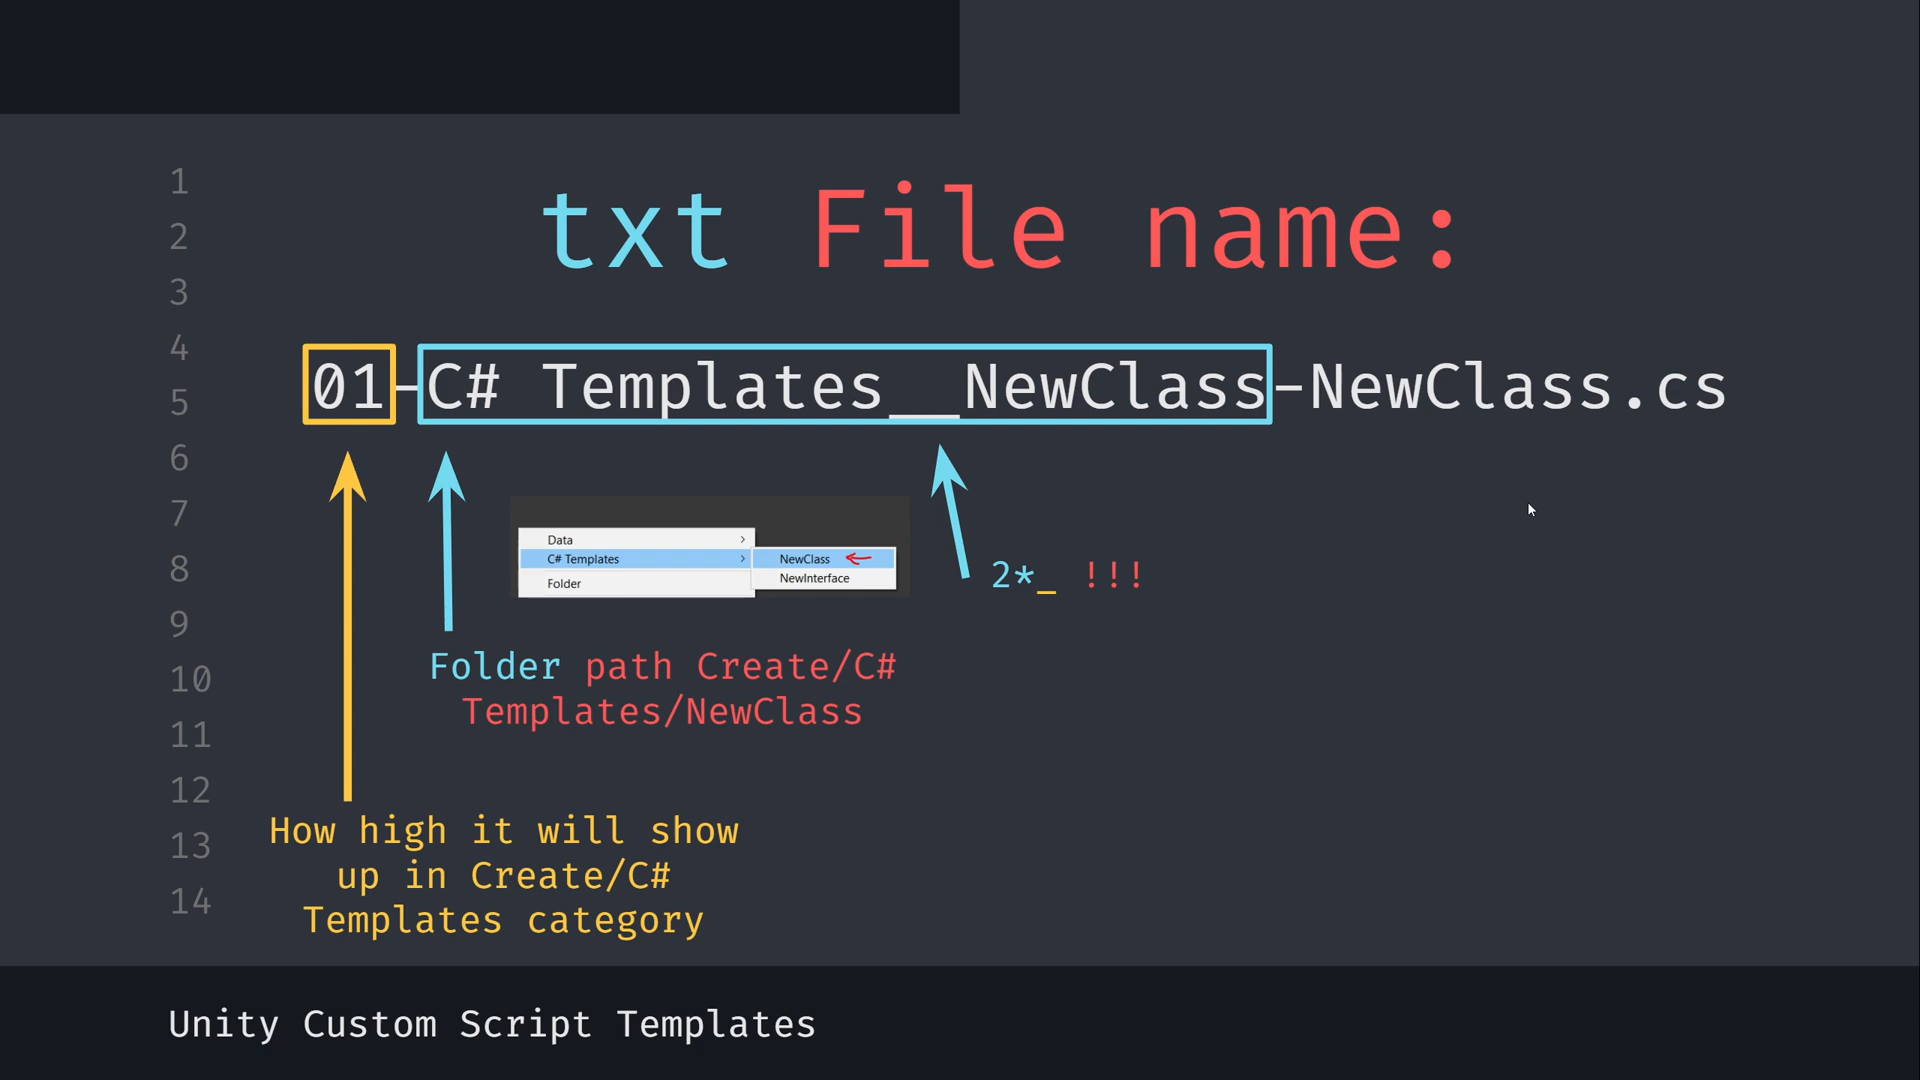 1
2
3
4
5
6
7
8
9
10
11
12
13
14
txt File name:
01-C# Templates__NewClass-NewClass.cs
Data
C# Templates
Folder
NewClass
NewInterface
2*_ !!!
Folder path Create/C#
Templates/NewClass
How high it will show
up in Create/C#
Templates category
Unity Custom Script Templates